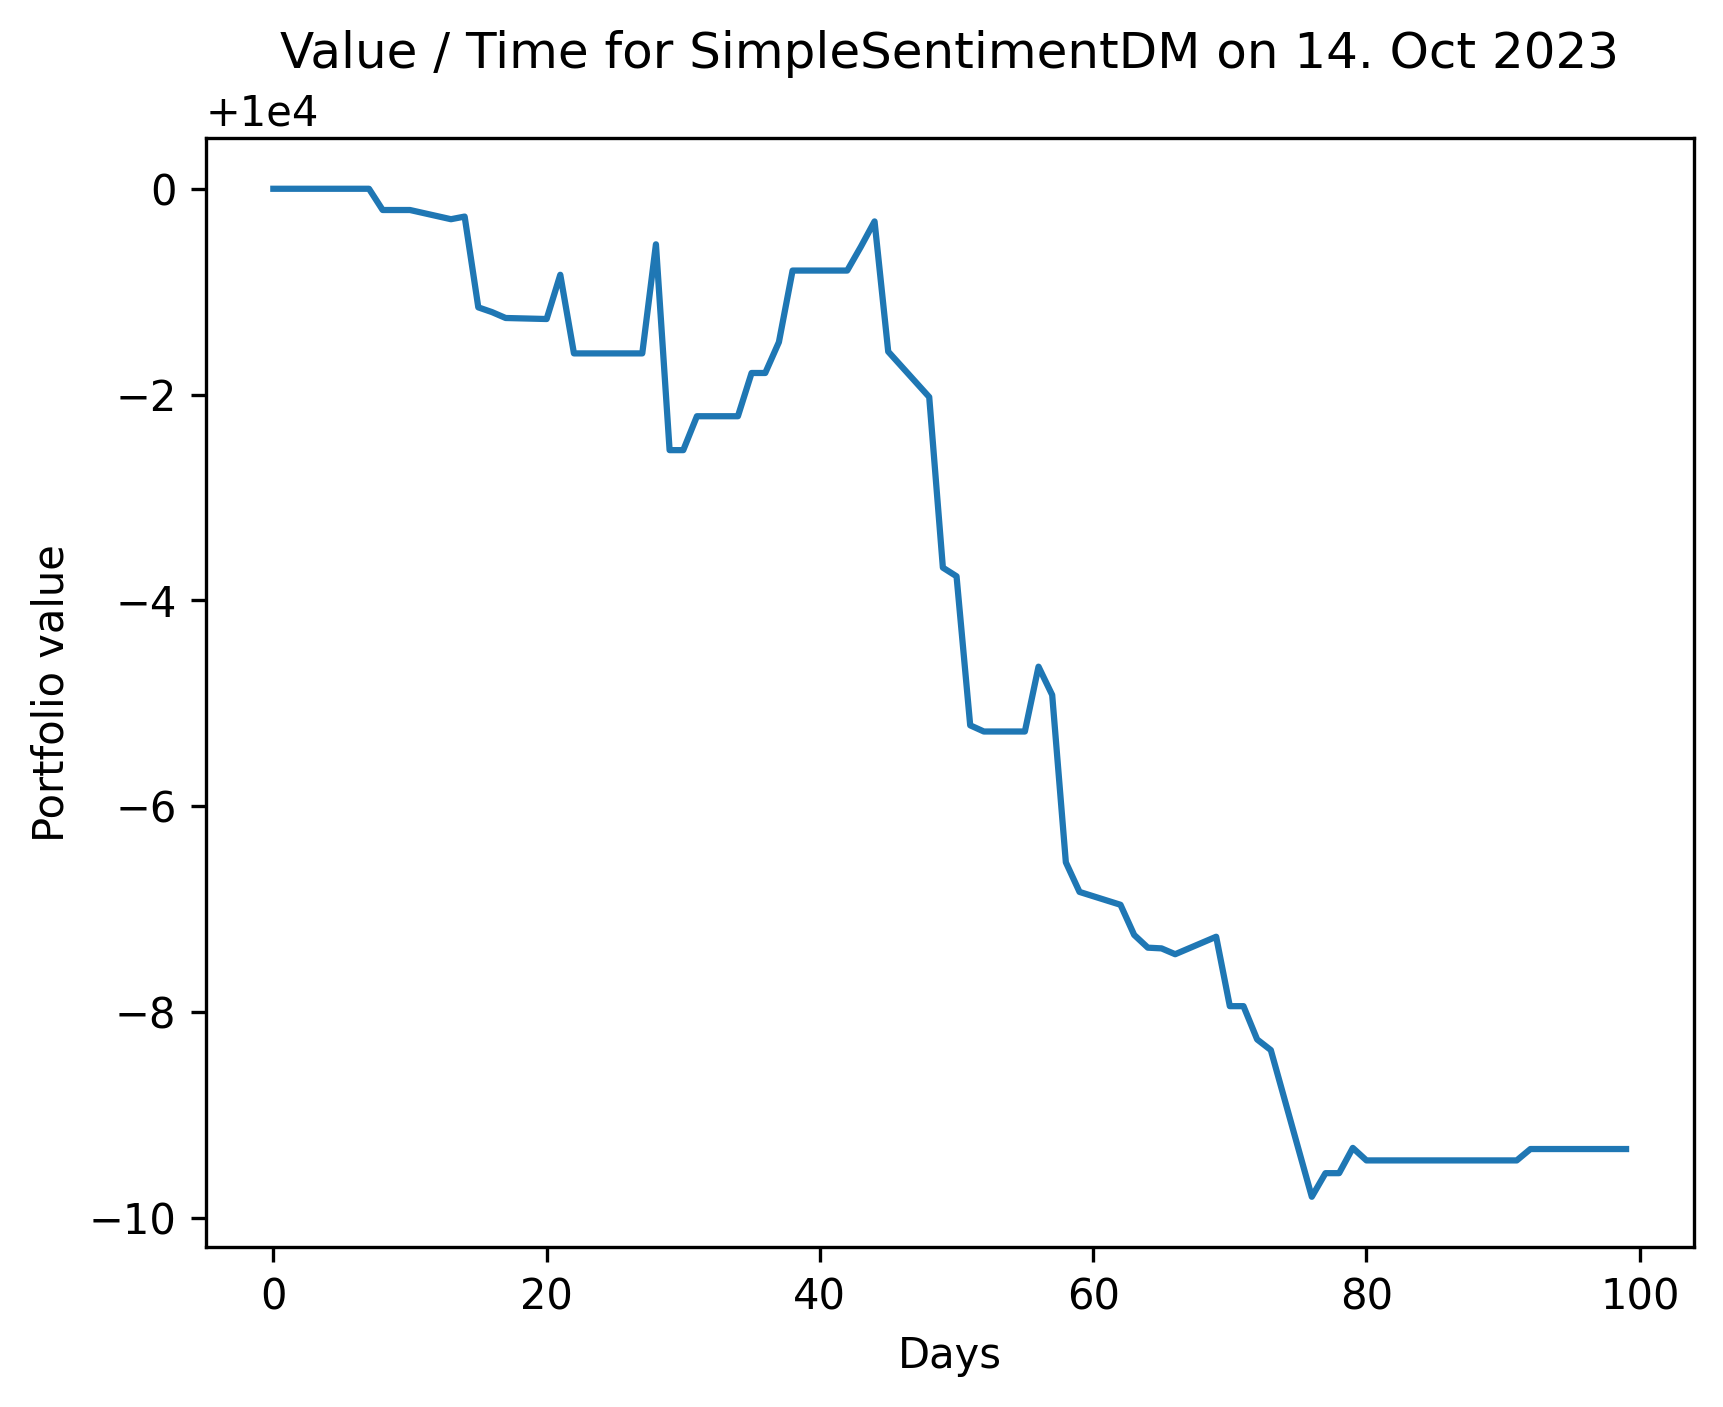 Value / Time for SimpleSentimentDM on 14. Oct 2023
+1e4
0
−2
−4
−6
−8
−10
Portfolio value
0 20 40 60 80 100
Days